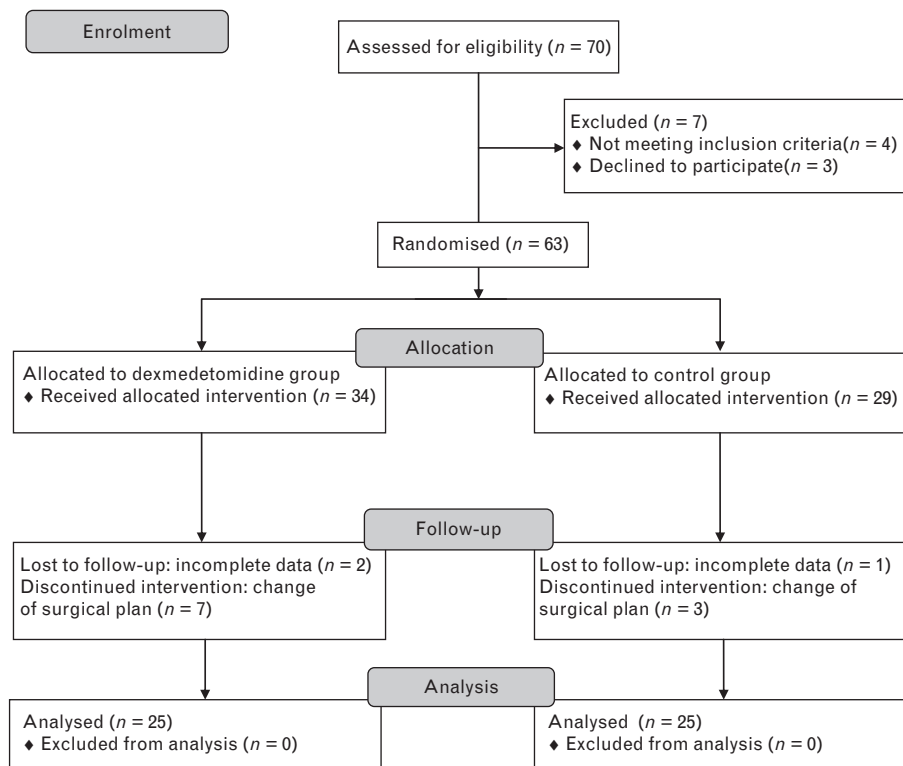 Enrolment
Assessed for eligibility (n = 70)
Excluded (n = 7)
♦ Not meeting inclusion criteria(n = 4)
♦ Declined to participate(n = 3)
Randomised (n = 63)
Allocation
Allocated to dexmedetomidine group
♦ Received allocated intervention (n = 34)
Allocated to control group
♦ Received allocated intervention (n = 29)
Follow-up
Lost to follow-up: incomplete data (n = 2)
Discontinued intervention: change
of surgical plan (n = 7)
Lost to follow-up: incomplete data (n = 1)
Discontinued intervention: change of
surgical plan (n = 3)
Analysis
Analysed (n = 25)
♦ Excluded from analysis (n = 0)
Analysed (n = 25)
♦ Excluded from analysis (n = 0)